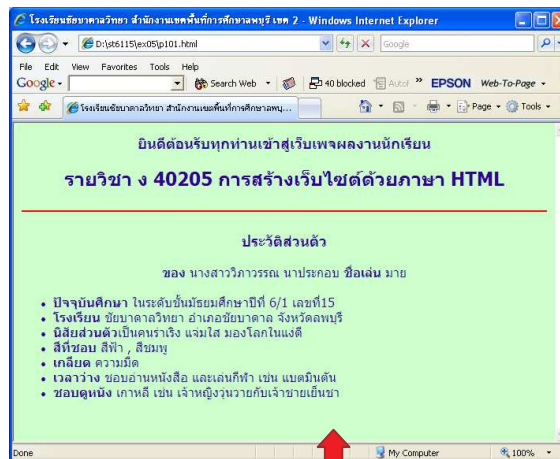 โรงเรียนชัยบาดาลวิทยา สำนักงานเขตพื้นที่การศึกษาลพบุรี เขต 2 - Windows Internet Explorer
D:\st6115\ex05\p101.html
Google
File Edit View Favorites Tools Help
Google Search Web 40 blocked AutoF » EPSON Web-To-Page
โรงเรียนชัยบาดาลวิทยา สำนักงานเขตพื้นที่การศึกษาลพบุ... Page Tools
ยินดีต้อนรับทุกท่านเข้าสู่เว็บเพจผลงานนักเรียน
รายวิชา ง 40205 การสร้างเว็บไซต์ด้วยภาษา HTML
ประวัติส่วนตัว
ของ นางสาววิภาวรรณ นาประกอบ ชื่อเล่น มาย
• ปัจจุบันศึกษา ในระดับชั้นมัธยมศึกษาปีที่ 6/1 เลขที่15
• โรงเรียน ชัยบาดาลวิทยา อำเภอชัยบาดาล จังหวัดลพบุรี
• นิสัยส่วนตัวเป็นคนร่าเริง แจ่มใส มองโลกในแง่ดี
• สีที่ชอบ สีฟ้า , สีชมพู
• เกลียด ความมืด
• เวลาว่าง ชอบอ่านหนังสือ และเล่นกีฬา เช่น แบดมินตัน
• ชอบดูหนัง เกาหลี เช่น เจ้าหญิงวุ่นวายกับเจ้าชายเย็นชา
Done My Computer 100%